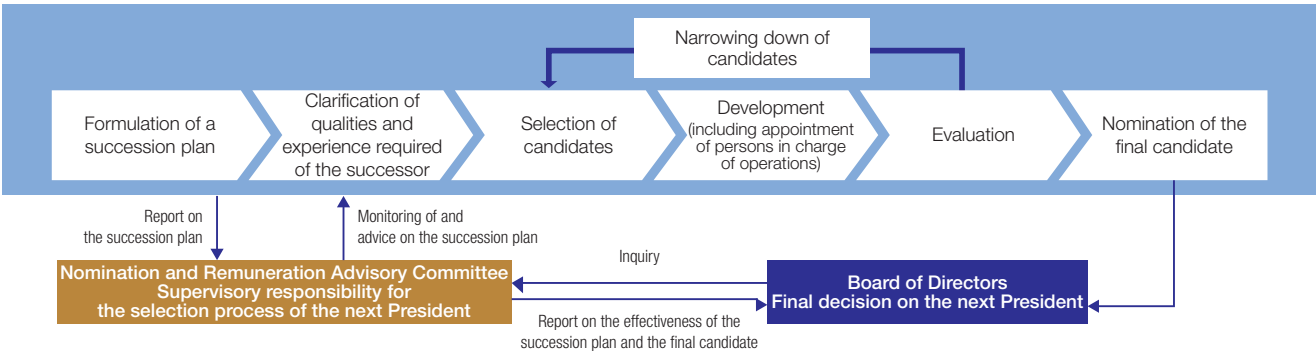 Narrowing down of
candidates
Formulation of a
succession plan
Clarification of
qualities and
experience required
of the successor
Selection of
candidates
Development
(including appointment
of persons in charge
of operations)
Evaluation
Nomination of the
final candidate
Report on
the succession plan
Monitoring of and
advice on the succession plan
Nomination and Remuneration Advisory Committee
Supervisory responsibility for
the selection process of the next President
Inquiry
Report on the effectiveness of the
succession plan and the final candidate
Board of Directors
Final decision on the next President